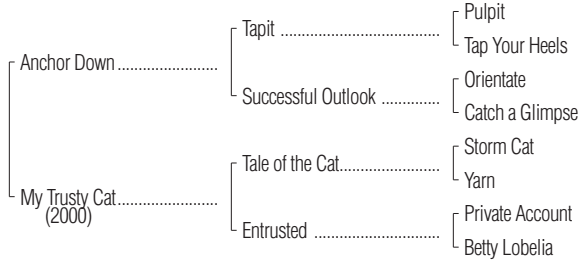 Pulpit
Tapit ..............................
Tap Your Heels
Anchor Down ......................
Orientate
Successful Outlook ............
Catch a Glimpse
Storm Cat
Tale of the Cat....................
Yarn
My Trusty Cat......................
(2000)
Private Account
Entrusted .........................
Betty Lobelia